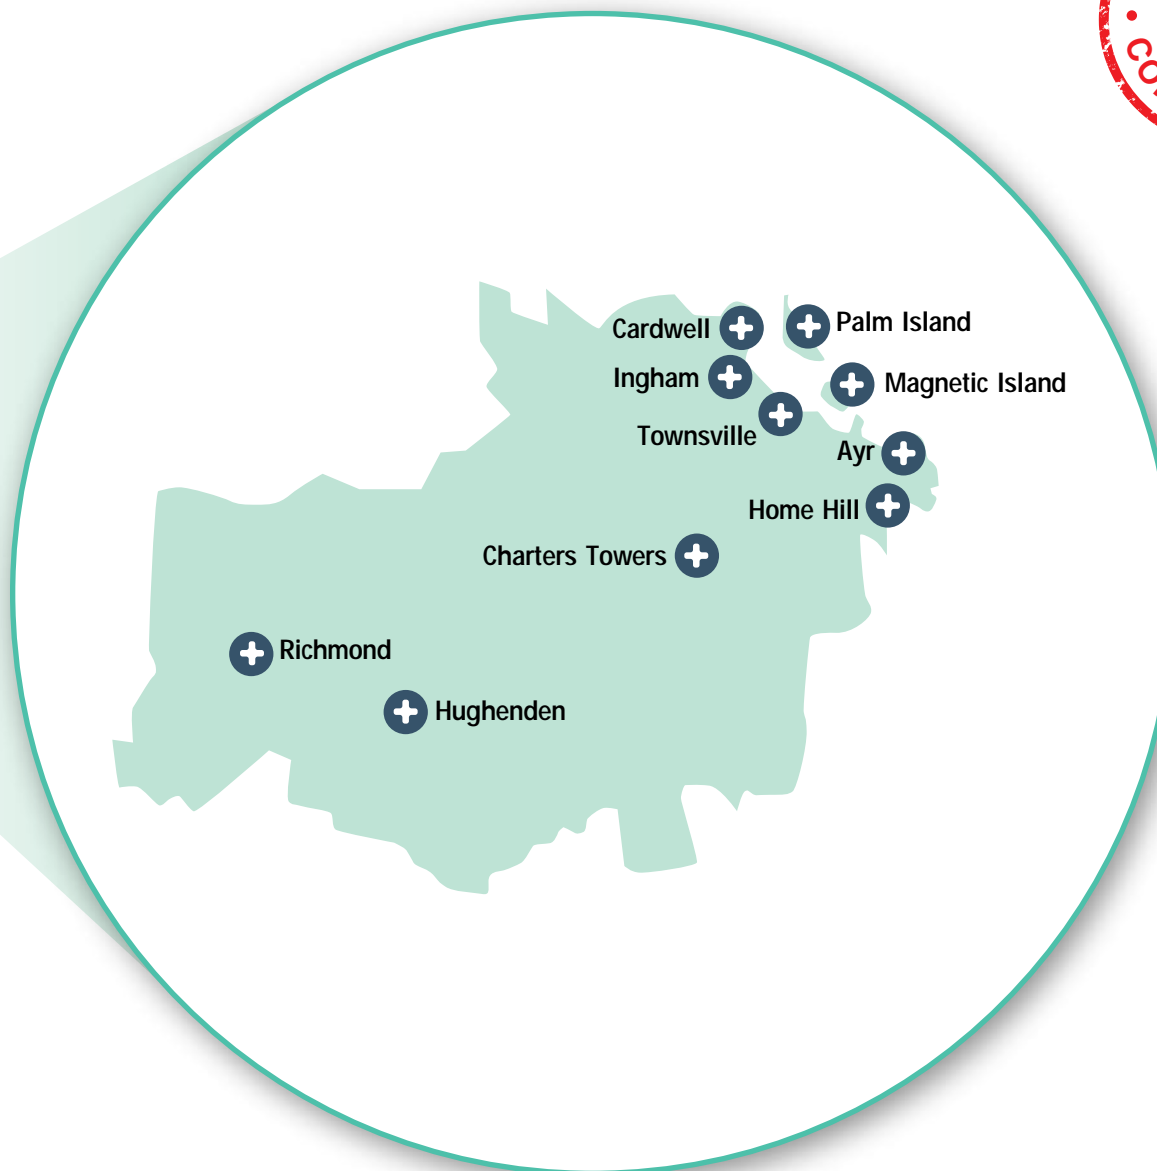 Cardwell
Palm Island
Ingham
Magnetic Island
Townsville
Ayr
Home Hill
Charters Towers
Richmond
Hughenden